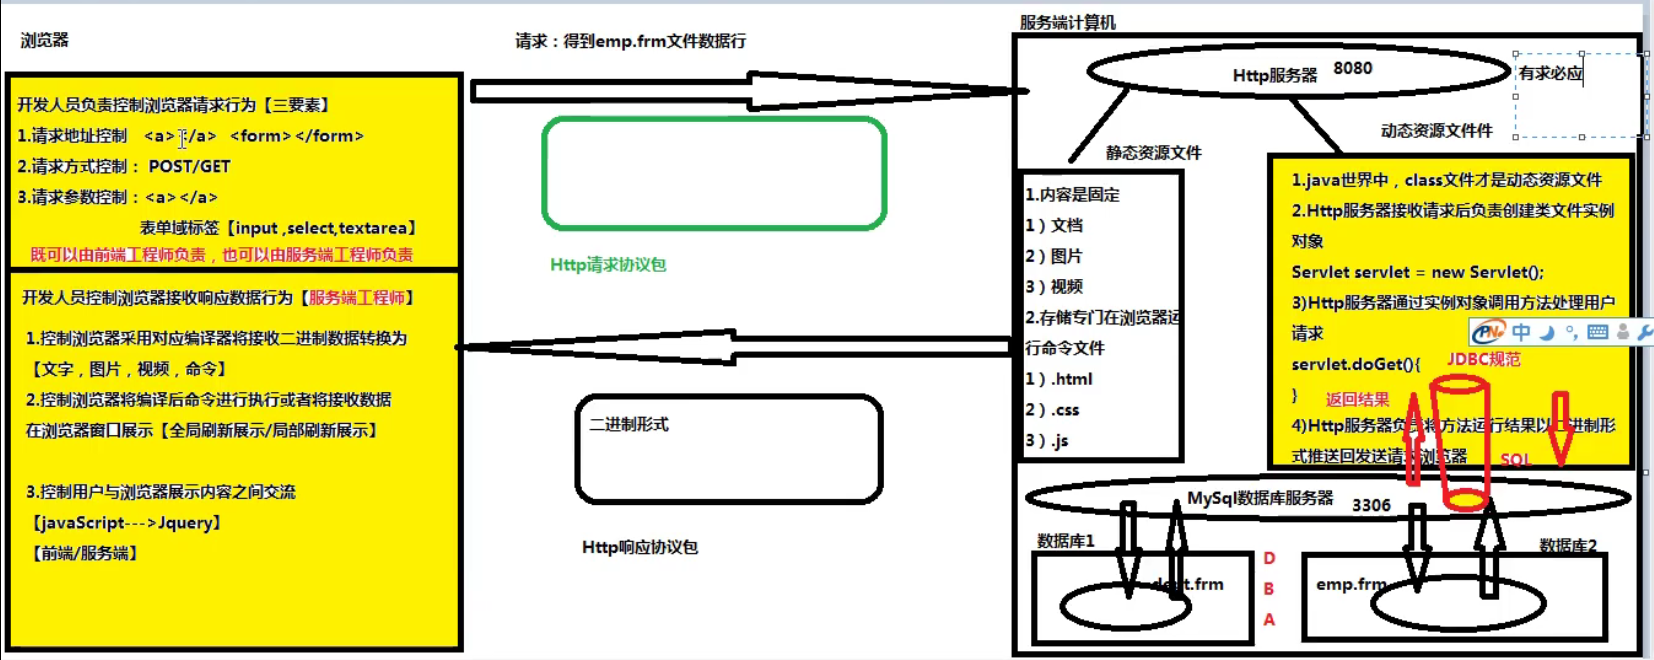 浏览器
请求：得到emp.frm文件数据行
服务端计算机
开发人员负责控制浏览器请求行为【三要素】
1.请求地址控制 <a></a> <form></form>
2.请求方式控制： POST/GET
3.请求参数控制：<a></a>
表单域标签【input ,select,textarea】
既可以由前端工程师负责，也可以由服务端工程师负责
开发人员控制浏览器接收响应数据行为【服务端工程师】
1.控制浏览器采用对应编译器将接收二进制数据转换为
【文字，图片，视频，命令】
2.控制浏览器将编译后命令进行执行或者将接收数据
在浏览器窗口展示【全局刷新展示/局部刷新展示】
3.控制用户与浏览器展示内容之间交流
【javaScript--->Jquery】
【前端/服务端】
Http请求协议包
二进制形式
Http响应协议包
Http服务器 8080
有求必应
静态资源文件
动态资源文件件
1.内容是固定
1）文档
2）图片
3）视频
2.存储专门在浏览器运
行命令文件
1）.html
2）.css
3）.js
1.java世界中，class文件才是动态资源文件
2.Http服务器接收请求后负责创建类文件实例
对象
Servlet servlet = new Servlet();
3)Http服务器通过实例对象调用方法处理用户
请求
servlet.doGet(){
}
4)Http服务器负责将方法运行结果以二进制形
式推送回发送请求浏览器
中
JDBC规范
返回结果
SQL
MySql数据库服务器 3306
数据库1
dept.frm
D
B
A
数据库2
emp.frm